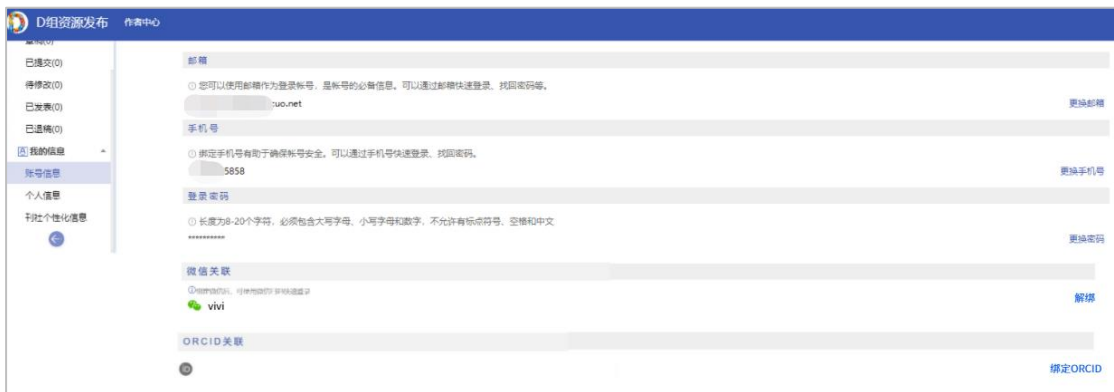 D组资源发布 作者中心
已提交(0)
待修改(0)
已发表(0)
已退稿(0)
我的信息
账号信息
个人信息
刊社个性化信息
邮箱
您可以使用邮箱作为登录帐号，是帐号的必备信息。可以通过邮箱快速登录、找回密码等。
uo.net
更换邮箱
手机号
绑定手机号有助于确保帐号安全。可以通过手机号快速登录、找回密码。
5858
更换手机号
登录密码
长度为8-20个字符，必须包含大写字母、小写字母和数字，不允许有标点符号、空格和中文
**********
更换密码
微信关联
vivi
解绑
ORCID关联
iD
绑定ORCID